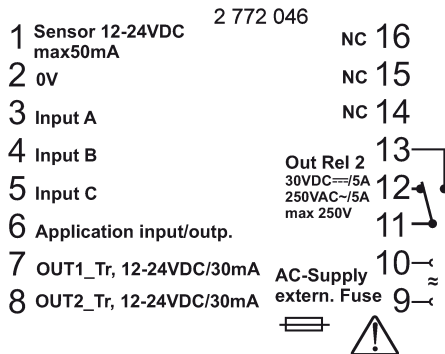 2 772 046
1 Sensor 12-24VDC
max50mA
2 0V
3 Input A
4 Input B
5 Input C
6 Application input/outp.
7 OUT1_Tr, 12-24VDC/30mA
8 OUT2_Tr, 12-24VDC/30mA
NC 16
NC 15
NC 14
13
Out Rel 2
30VDC⎓/5A
250VAC~/5A
max 250V
12
11
AC-Supply
extern. Fuse
10
9
≈